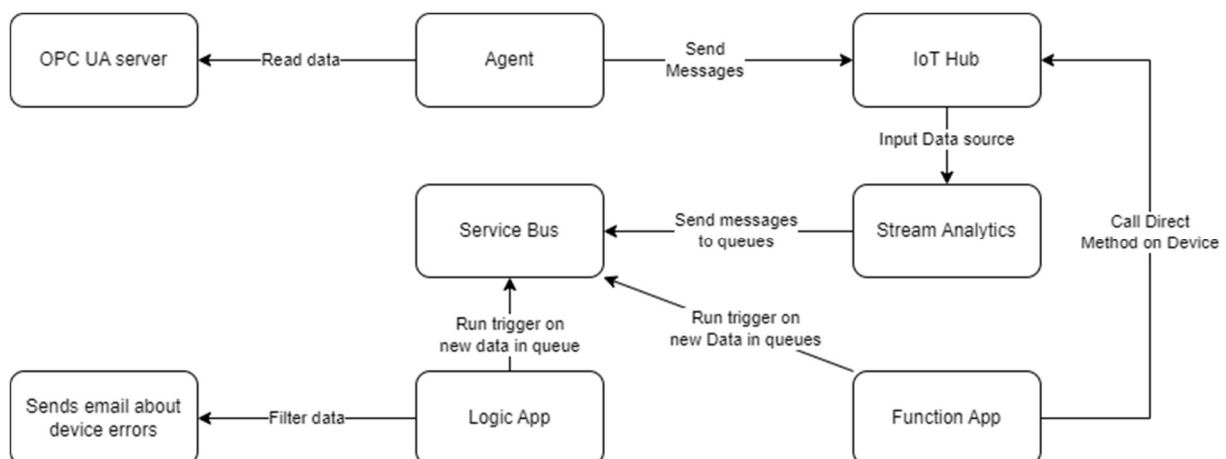 OPC UA server
Read data
Agent
Send
Messages
IoT Hub
Input Data source
Service Bus
Send messages
to queues
Stream Analytics
Call Direct
Method on Device
Run trigger on
new data in queue
Run trigger on
new Data in queues
Sends email about
device errors
Filter data
Logic App
Function App